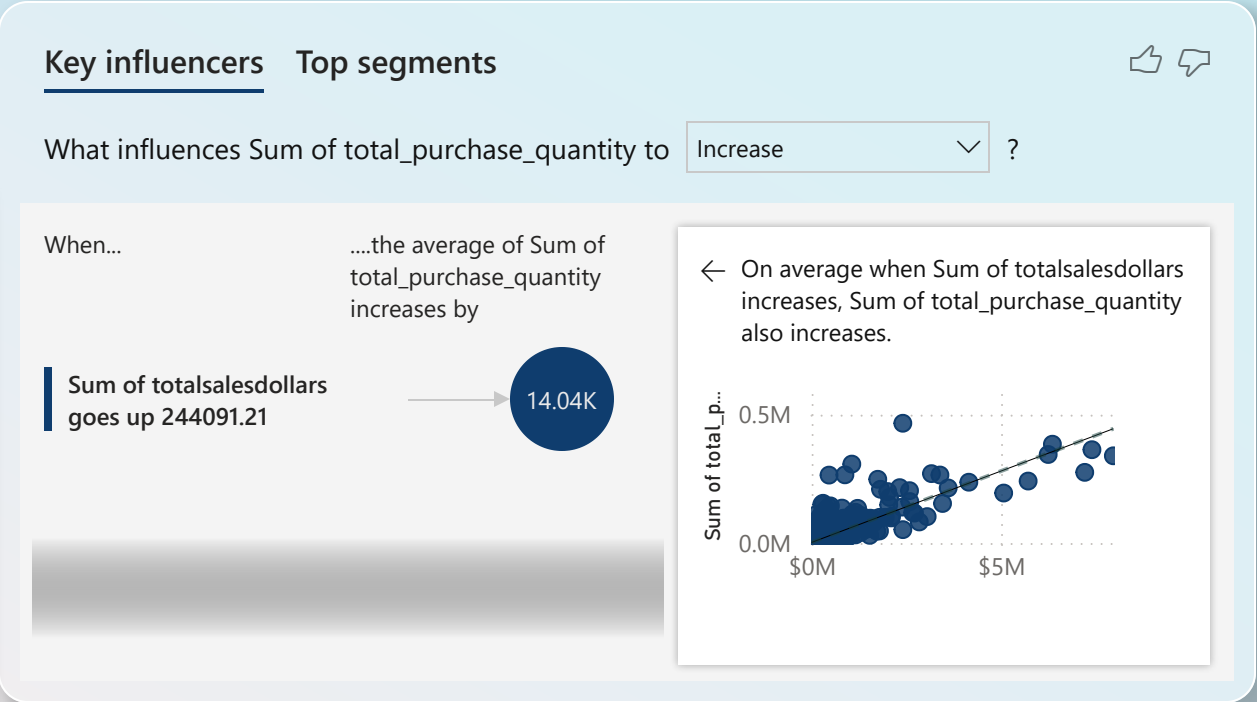 Key influencers Top segments
What influences Sum of total_purchase_quantity to Increase ?
When...
....the average of Sum of
total_purchase_quantity
increases by
Sum of totalsalesdollars
goes up 244091.21
14.04K
On average when Sum of totalsalesdollars
increases, Sum of total_purchase_quantity
also increases.
Sum of total_p...
0.5M
0.0M
$0M $5M